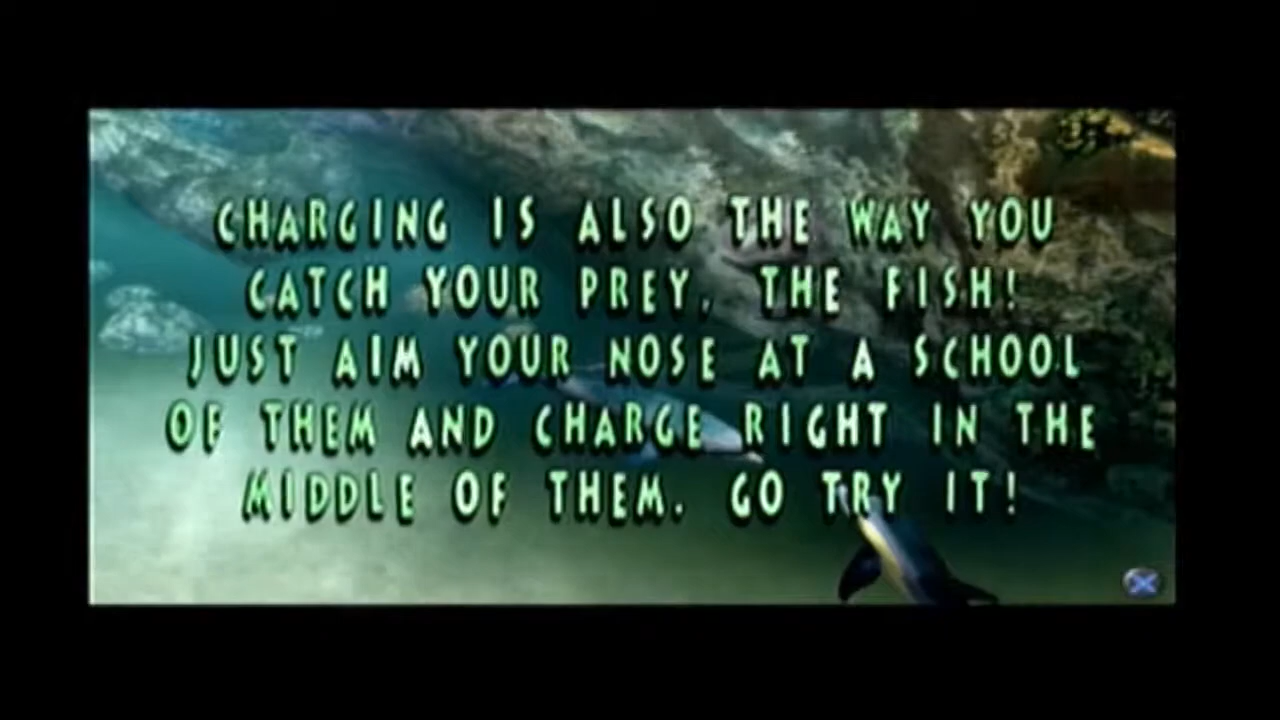 CHARGING IS ALSO THE WAY YOU
CATCH YOUR PREY, THE FISH!
JUST AIM YOUR NOSE AT A SCHOOL
OF THEM AND CHARGE RIGHT IN THE
MIDDLE OF THEM. GO TRY IT!